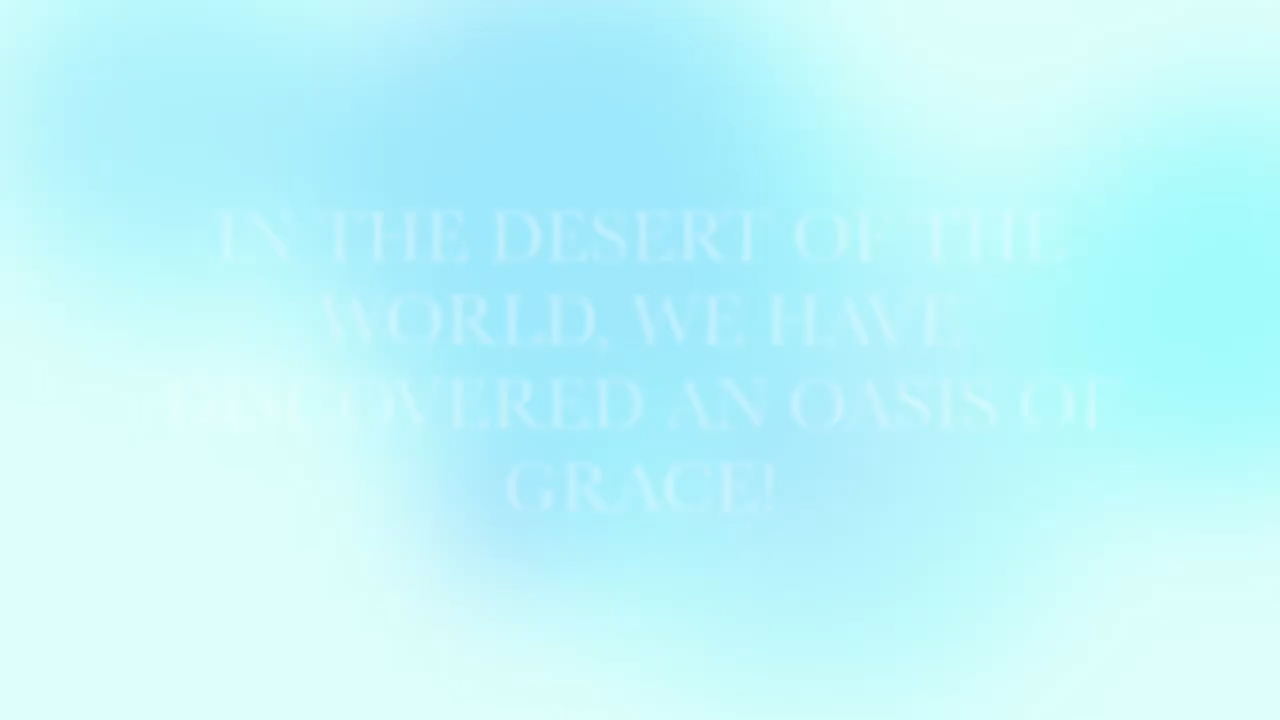 IN THE DESERT OF THE
WORLD, WE HAVE
DISCOVERED AN OASIS OF
GRACE!